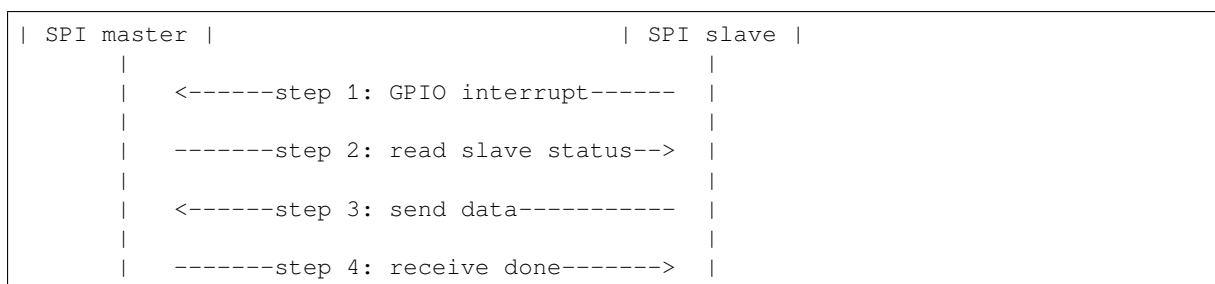 | SPI master |                                  | SPI slave |
       |                                                 |
       |   <------step 1: GPIO interrupt------  |
       |                                                 |
       |   -------step 2: read slave status-->  |
       |                                                 |
       |   <------step 3: send data-----------  |
       |                                                 |
       |   -------step 4: receive done------->  |